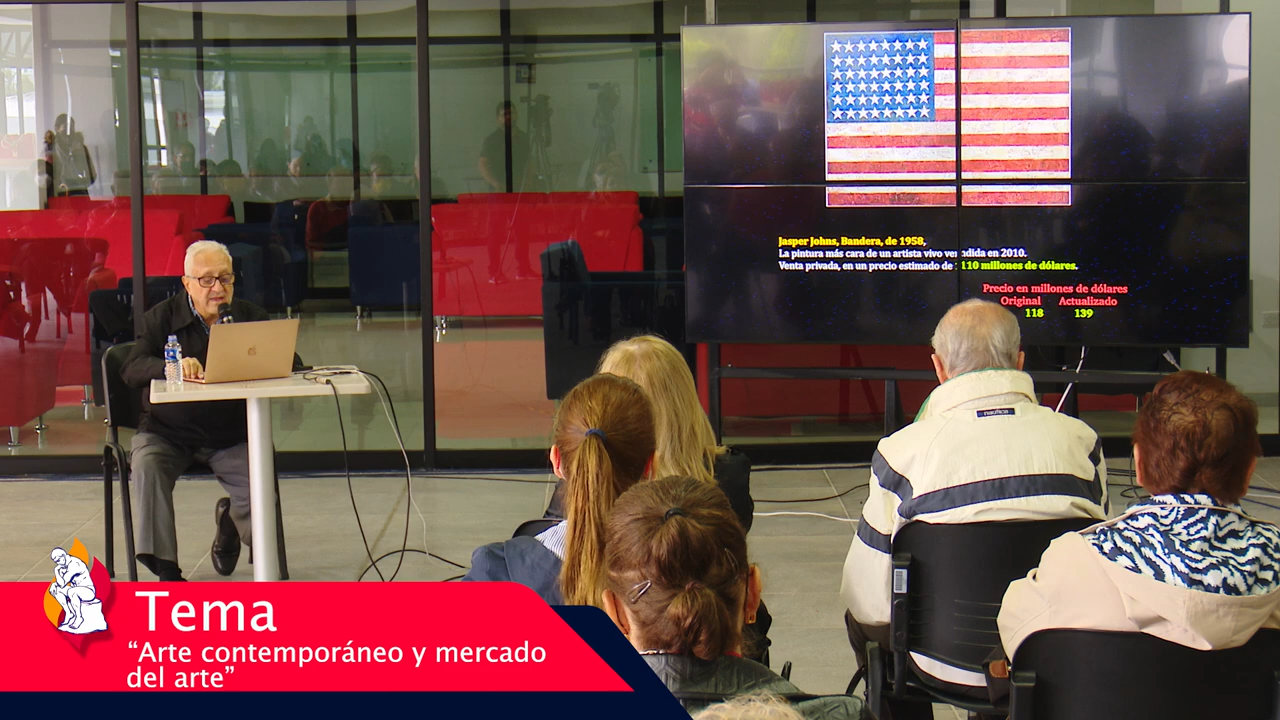 Jasper Johns, Bandera, de 1958,
La pintura más cara de un artista vivo vendida en 2010.
Venta privada, en un precio estimado de 110 millones de dólares.
Precio en millones de dólares
Original Actualizado
118 139
nautica
Tema
“Arte contemporáneo y mercado
del arte”